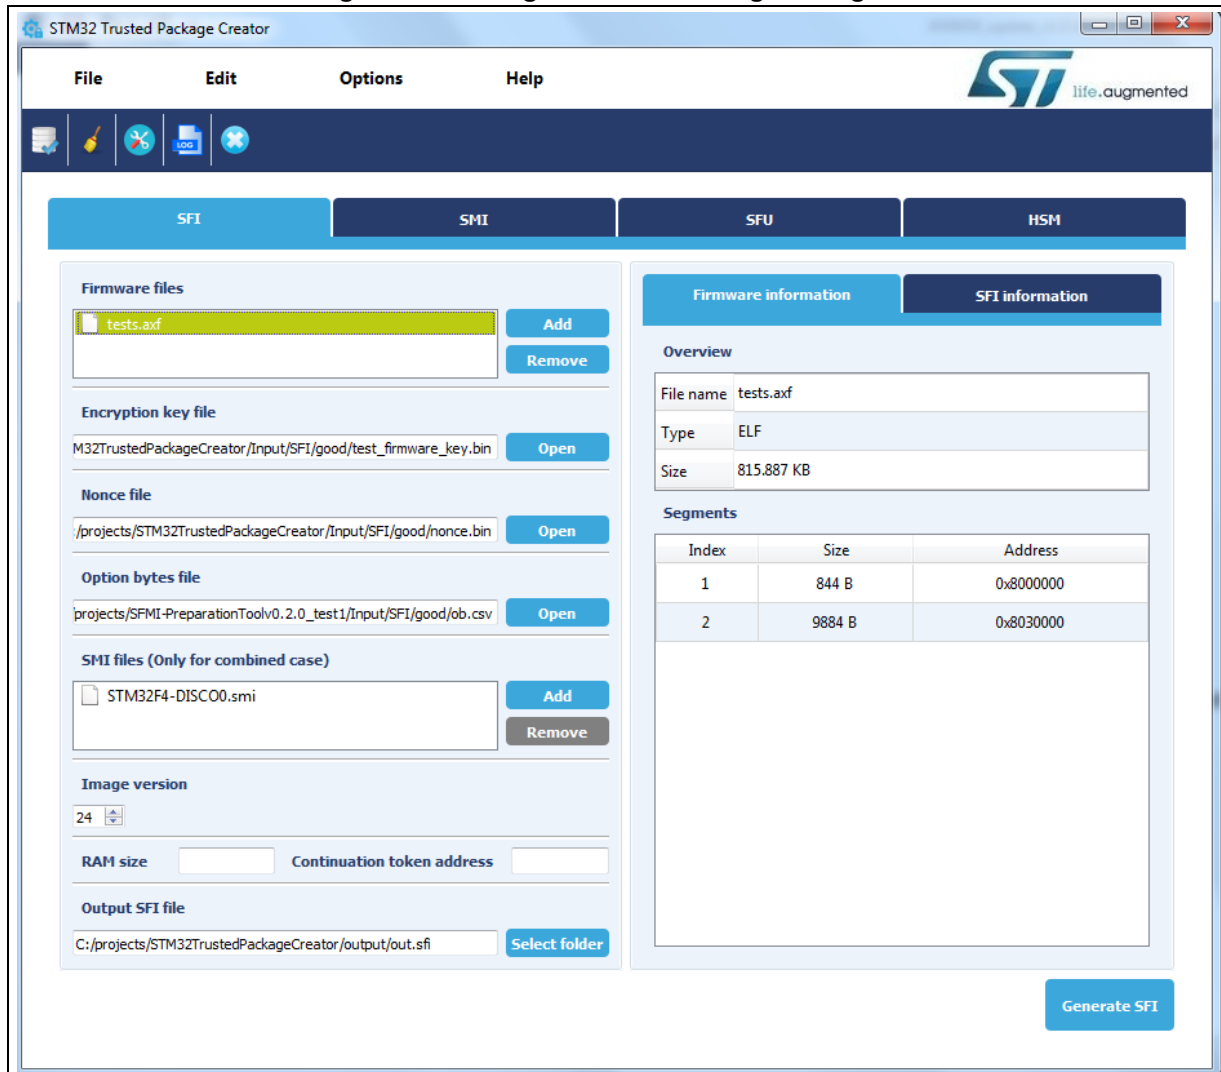 STM32 Trusted Package Creator
File Edit Options Help
ST life.augmented
LOG
SFI SMI SFU HSM
Firmware files
tests.axf
Add
Remove
Encryption key file
M32TrustedPackageCreator/Input/SFI/good/test_firmware_key.bin Open
Nonce file
:/projects/STM32TrustedPackageCreator/Input/SFI/good/nonce.bin Open
Option bytes file
projects/SFMI-PreparationToolv0.2.0_test1/Input/SFI/good/ob.csv Open
SMI files (Only for combined case)
STM32F4-DISCO0.smi
Add
Remove
Image version
24
RAM size Continuation token address
Output SFI file
C:/projects/STM32TrustedPackageCreator/output/out.sfi Select folder
Firmware information SFI information
Overview
File name tests.axf
Type ELF
Size 815.887 KB
Segments
Index Size Address
1 844 B 0x8000000
2 9884 B 0x8030000
Generate SFI